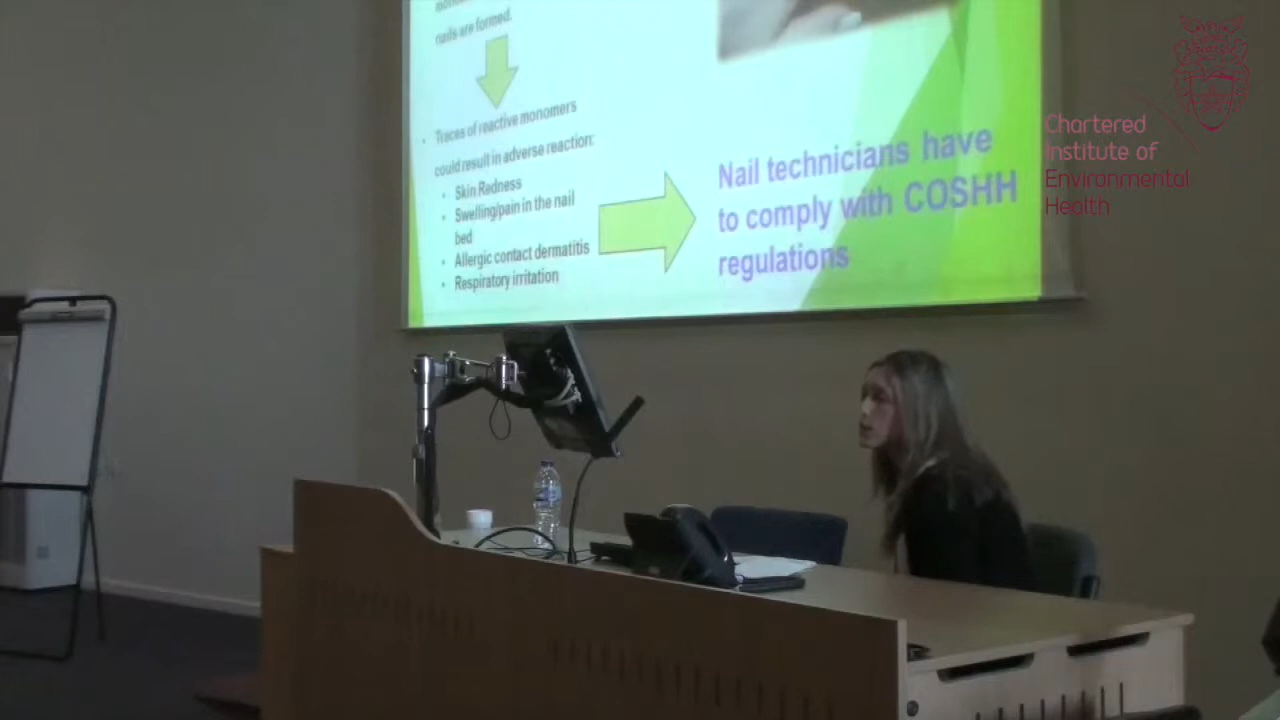 nails are formed.
• Traces of reactive monomers
could result in adverse reaction:
• Skin Redness
• Swelling/pain in the nail
bed
• Allergic contact dermatitis
• Respiratory irritation
Nail technicians have
to comply with COSHH
regulations
Chartered
Institute of
Environmental
Health